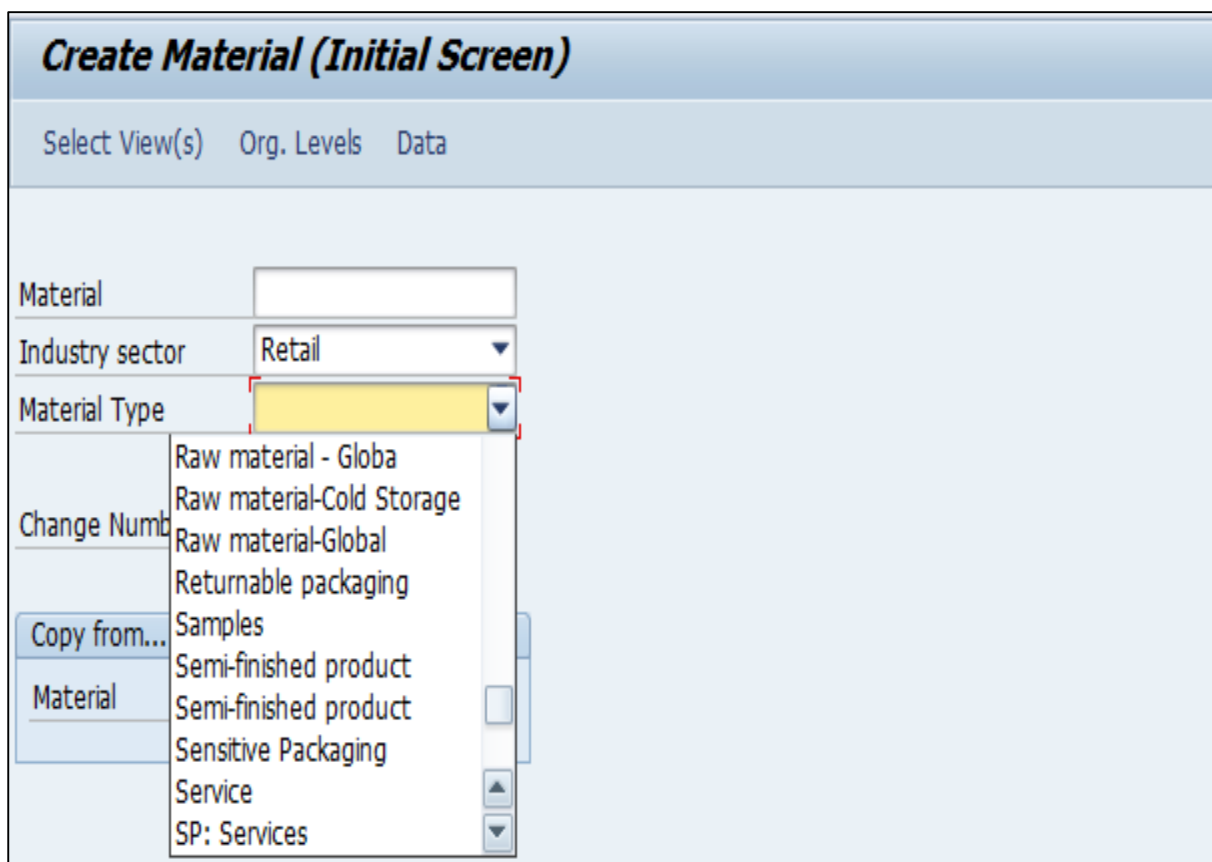 Create Material (Initial Screen)
Select View(s) Org. Levels Data
Material
Industry sector Retail
Material Type
Raw material - Globa
Raw material-Cold Storage
Change Numb
Raw material-Global
Returnable packaging
Samples
Copy from...
Semi-finished product
Material
Semi-finished product
Sensitive Packaging
Service
SP: Services